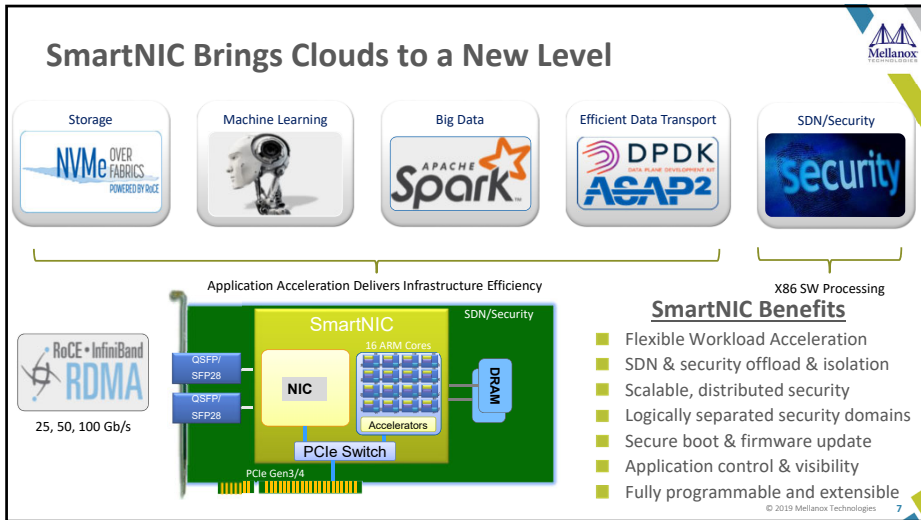 SmartNIC Brings Clouds to a New Level
Mellanox
TECHNOLOGIES
Storage
NVMe OVER
FABRICS
POWERED BY RoCE
Machine Learning
Big Data
APACHE
Spark™
Efficient Data Transport
DPDK
DATA PLANE DEVELOPMENT KIT
ASAP²
SDN/Security
security
Application Acceleration Delivers Infrastructure Efficiency
X86 SW Processing
RoCE • InfiniBand
RDMA
25, 50, 100 Gb/s
SmartNIC
SDN/Security
16 ARM Cores
QSFP/
SFP28
QSFP/
SFP28
NIC
Accelerators
DRAM
PCIe Switch
PCIe Gen3/4
SmartNIC Benefits
Flexible Workload Acceleration
SDN & security offload & isolation
Scalable, distributed security
Logically separated security domains
Secure boot & firmware update
Application control & visibility
Fully programmable and extensible
© 2019 Mellanox Technologies 7